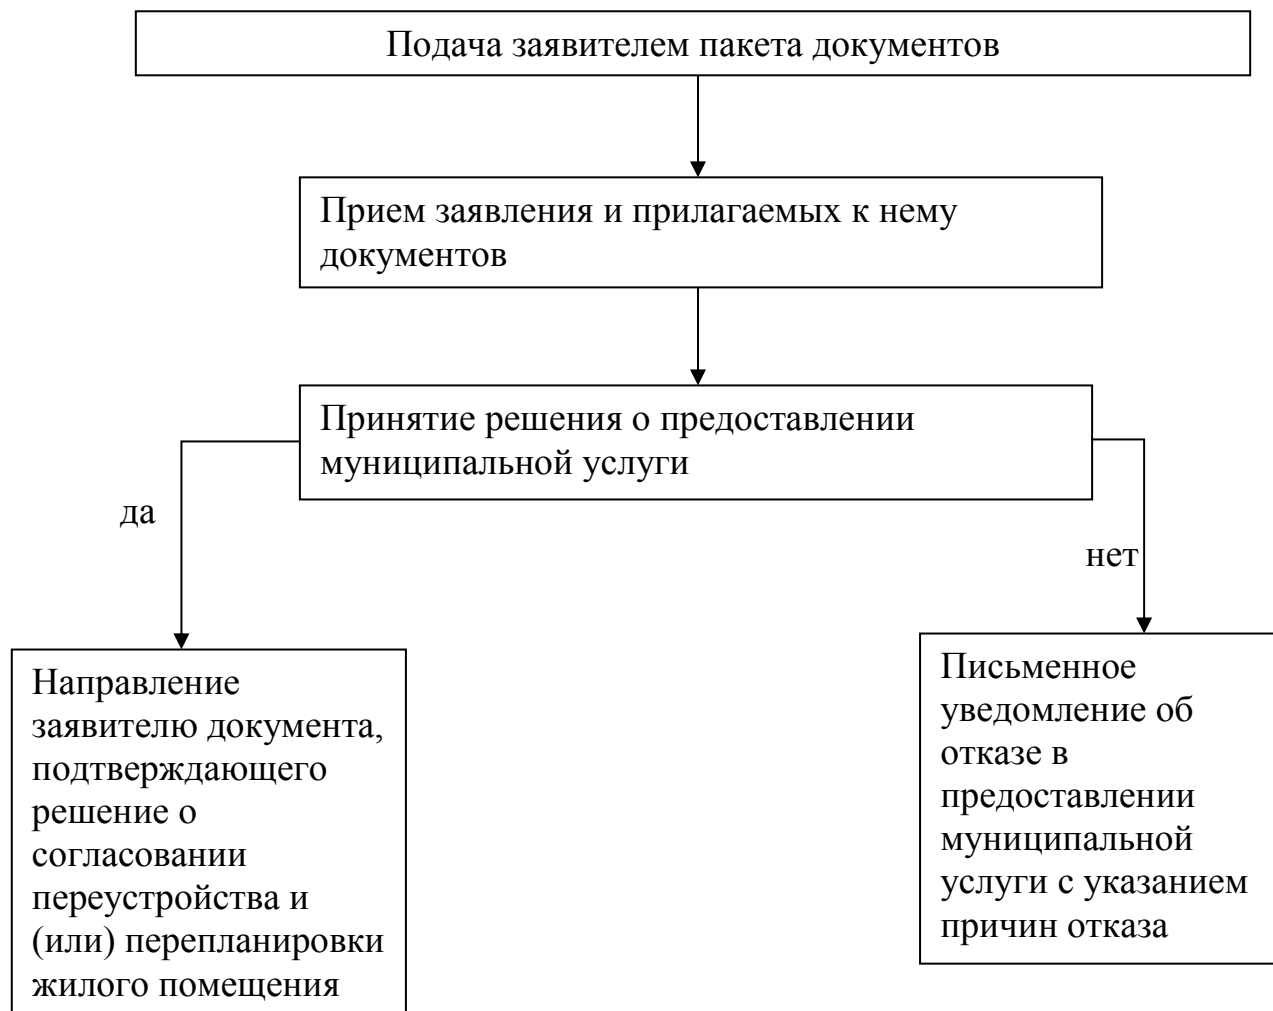 Подача заявителем пакета документов
Прием заявления и прилагаемых к нему
документов
Принятие решения о предоставлении
муниципальной услуги
да
нет
Направление
заявителю документа,
подтверждающего
решение о
согласовании
переустройства и
(или) перепланировки
жилого помещения
Письменное
уведомление об
отказе в
предоставлении
муниципальной
услуги с указанием
причин отказа